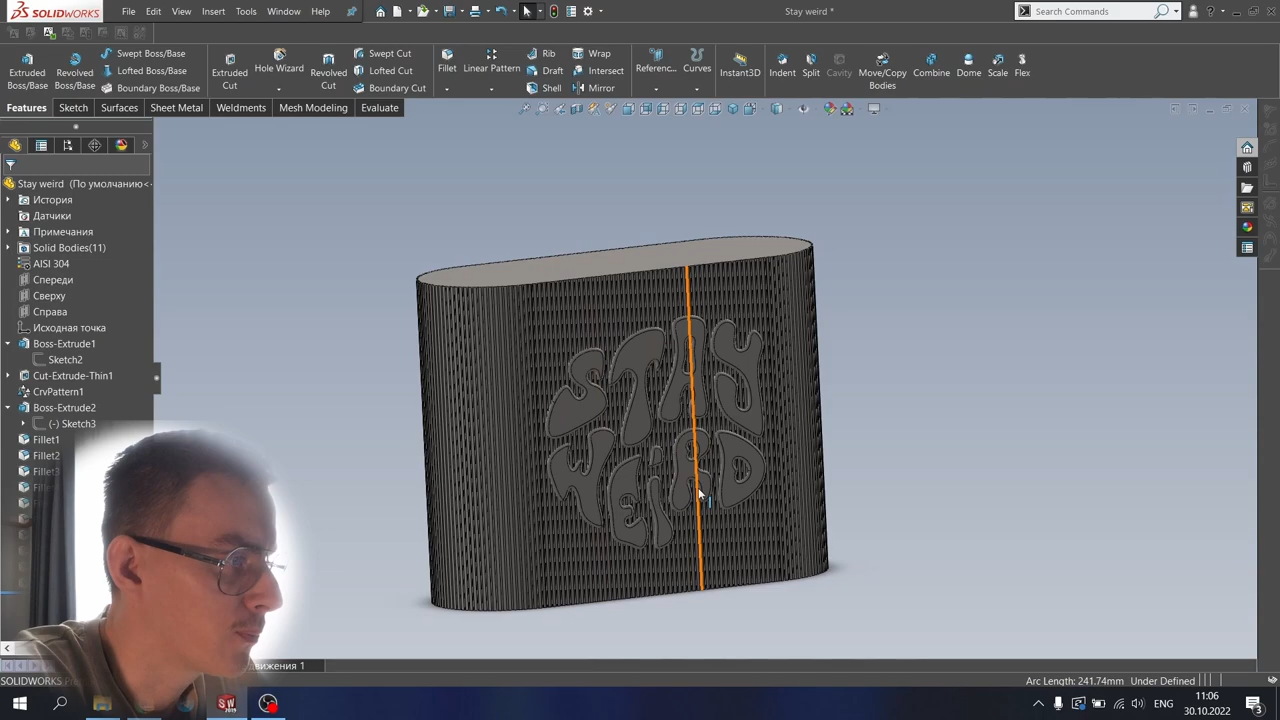 SOLIDWORKS
File Edit View Insert Tools Window Help
Stay weird *
Search Commands
Extruded Boss/Base
Revolved Boss/Base
Swept Boss/Base
Lofted Boss/Base
Boundary Boss/Base
Extruded Cut
Hole Wizard
Revolved Cut
Swept Cut
Lofted Cut
Boundary Cut
Fillet
Linear Pattern
Rib
Draft
Shell
Wrap
Intersect
Mirror
Referenc...
Curves
Instant3D
Indent
Split
Cavity
Move/Copy Bodies
Combine
Dome
Scale
Flex
Features Sketch Surfaces Sheet Metal Weldments Mesh Modeling Evaluate
Stay weird (По умолчанию<
История
Датчики
Примечания
Solid Bodies(11)
AISI 304
Спереди
Сверху
Справа
Исходная точка
Boss-Extrude1
Sketch2
Cut-Extrude-Thin1
CrvPattern1
Boss-Extrude2
(-) Sketch3
Fillet1
Fillet2
STAY
WEiRD
движения 1
Arc Length: 241.74mm Under Defined
SW
2019
ENG
11:06
30.10.2022
3